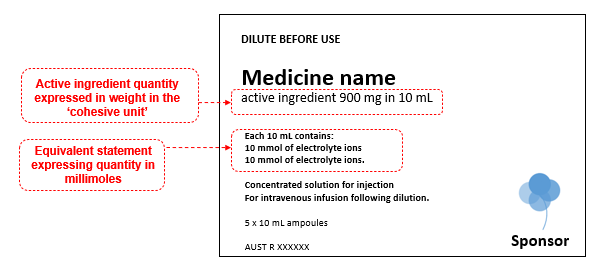 DILUTE BEFORE USE
Active ingredient quantity
expressed in weight in the
‘cohesive unit’
Medicine name
active ingredient 900 mg in 10 mL
Equivalent statement
expressing quantity in
millimoles
Each 10 mL contains:
10 mmol of electrolyte ions
10 mmol of electrolyte ions.
Concentrated solution for injection
For intravenous infusion following dilution.
5 x 10 mL ampoules
AUST R XXXXXX
Sponsor